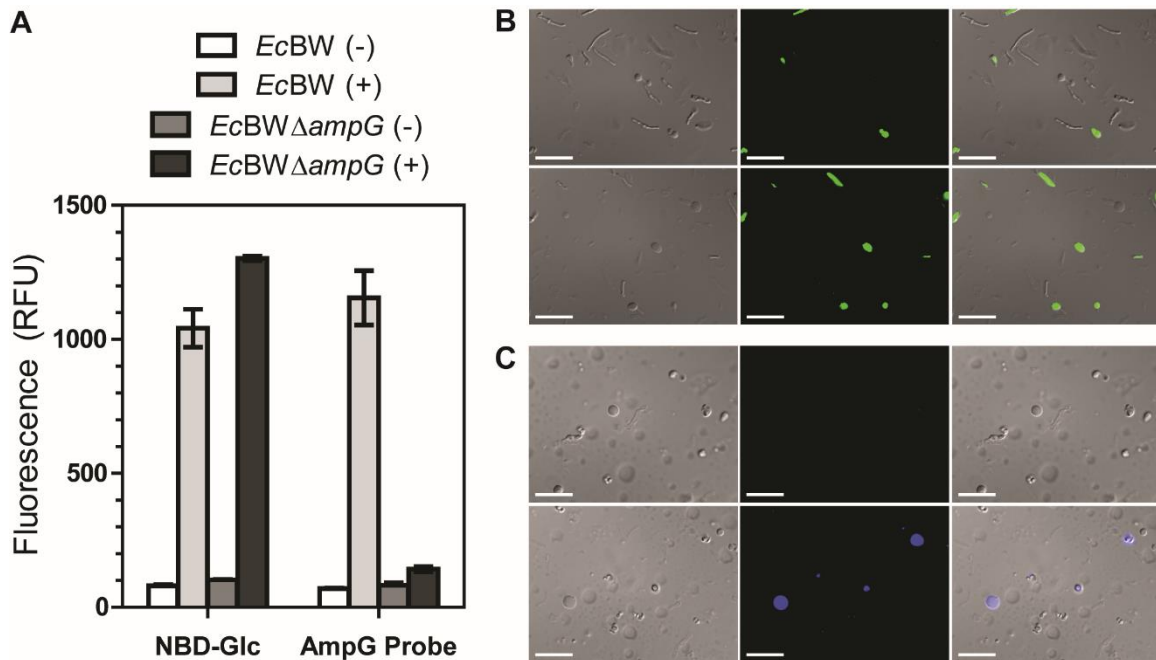 A
EcBW (-)
EcBW (+)
EcBWΔampG (-)
EcBWΔampG (+)
Fluorescence (RFU)
1500
1000
500
0
NBD-Glc
AmpG Probe
B
C